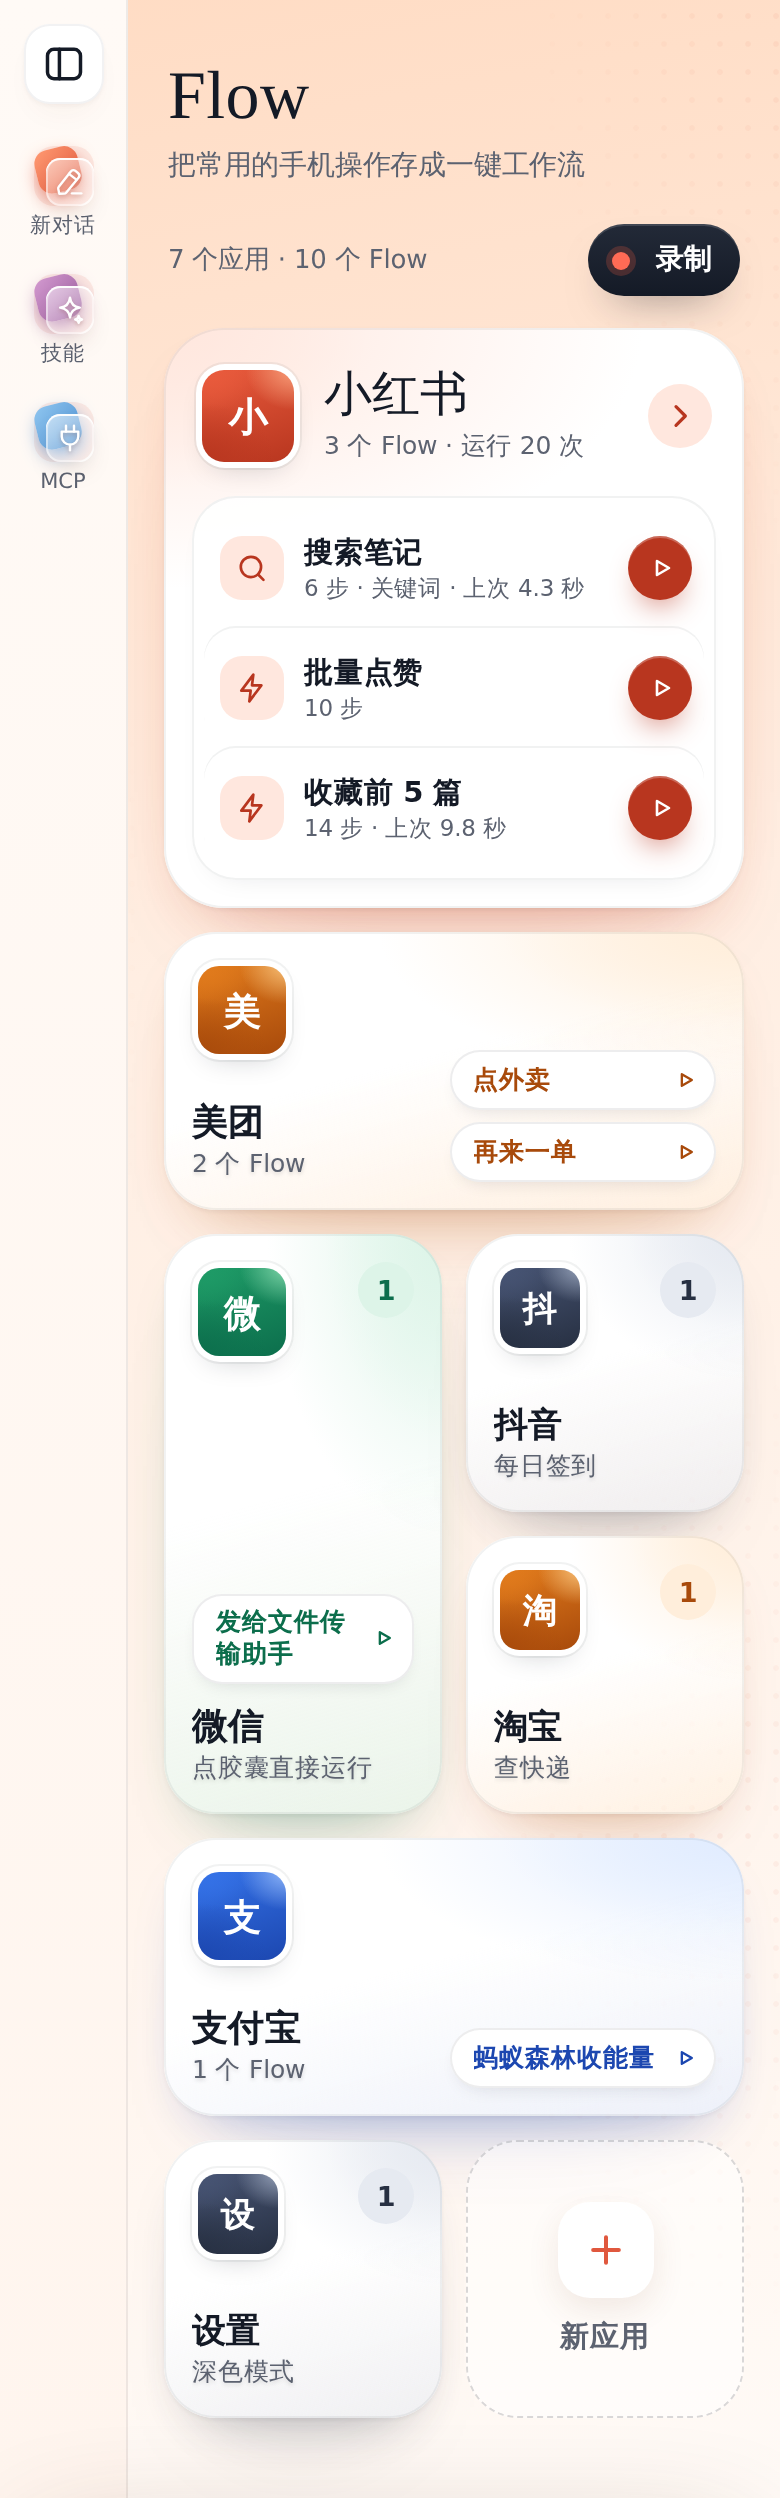 新对话
技能
MCP
Flow
把常用的手机操作存成一键工作流
7 个应用 · 10 个 Flow
录制
小
小红书
3 个 Flow · 运行 20 次
搜索笔记
6 步 · 关键词 · 上次 4.3 秒
批量点赞
10 步
收藏前 5 篇
14 步 · 上次 9.8 秒
美
美团
2 个 Flow
点外卖
再来一单
微
1
发给文件传
输助手
微信
点胶囊直接运行
抖
1
抖音
每日签到
淘
1
淘宝
查快递
支
支付宝
1 个 Flow
蚂蚁森林收能量
设
1
设置
深色模式
新应用